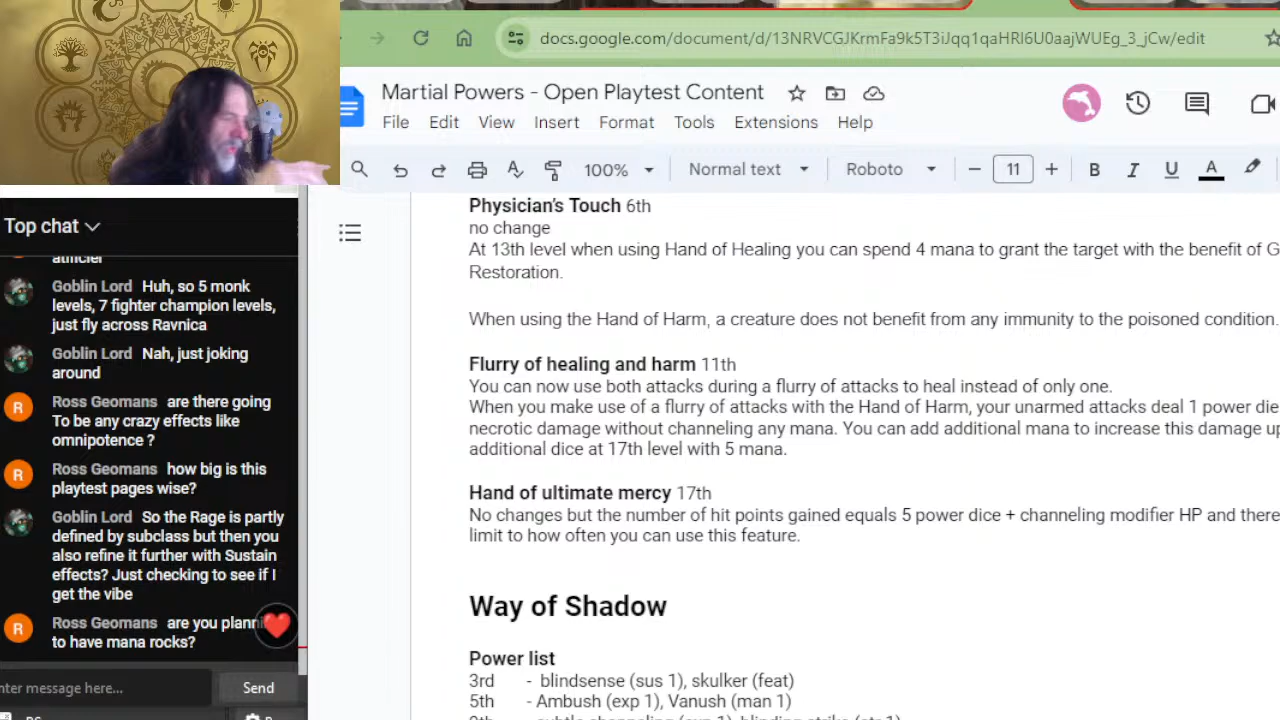 docs.google.com/document/d/13NRVCGJKrmFa9k5T3iJqq1qaHRI6U0aajWUEg_3_jCw/edit
Martial Powers - Open Playtest Content
File Edit View Insert Format Tools Extensions Help
100% Normal text Roboto 11 B I U A
Top chat
artificer
Goblin Lord Huh, so 5 monk
levels, 7 fighter champion levels,
just fly across Ravnica
Goblin Lord Nah, just joking
around
Ross Geomans are there going
To be any crazy effects like
omnipotence ?
Ross Geomans how big is this
playtest pages wise?
Goblin Lord So the Rage is partly
defined by subclass but then you
also refine it further with Sustain
effects? Just checking to see if I
get the vibe
Ross Geomans are you planni
to have mana rocks?
nter message here...
Send
Physician's Touch 6th
no change
At 13th level when using Hand of Healing you can spend 4 mana to grant the target with the benefit of G
Restoration.
When using the Hand of Harm, a creature does not benefit from any immunity to the poisoned condition.
Flurry of healing and harm 11th
You can now use both attacks during a flurry of attacks to heal instead of only one.
When you make use of a flurry of attacks with the Hand of Harm, your unarmed attacks deal 1 power die
necrotic damage without channeling any mana. You can add additional mana to increase this damage up
additional dice at 17th level with 5 mana.
Hand of ultimate mercy 17th
No changes but the number of hit points gained equals 5 power dice + channeling modifier HP and there
limit to how often you can use this feature.
Way of Shadow
Power list
3rd - blindsense (sus 1), skulker (feat)
5th - Ambush (exp 1), Vanush (man 1)